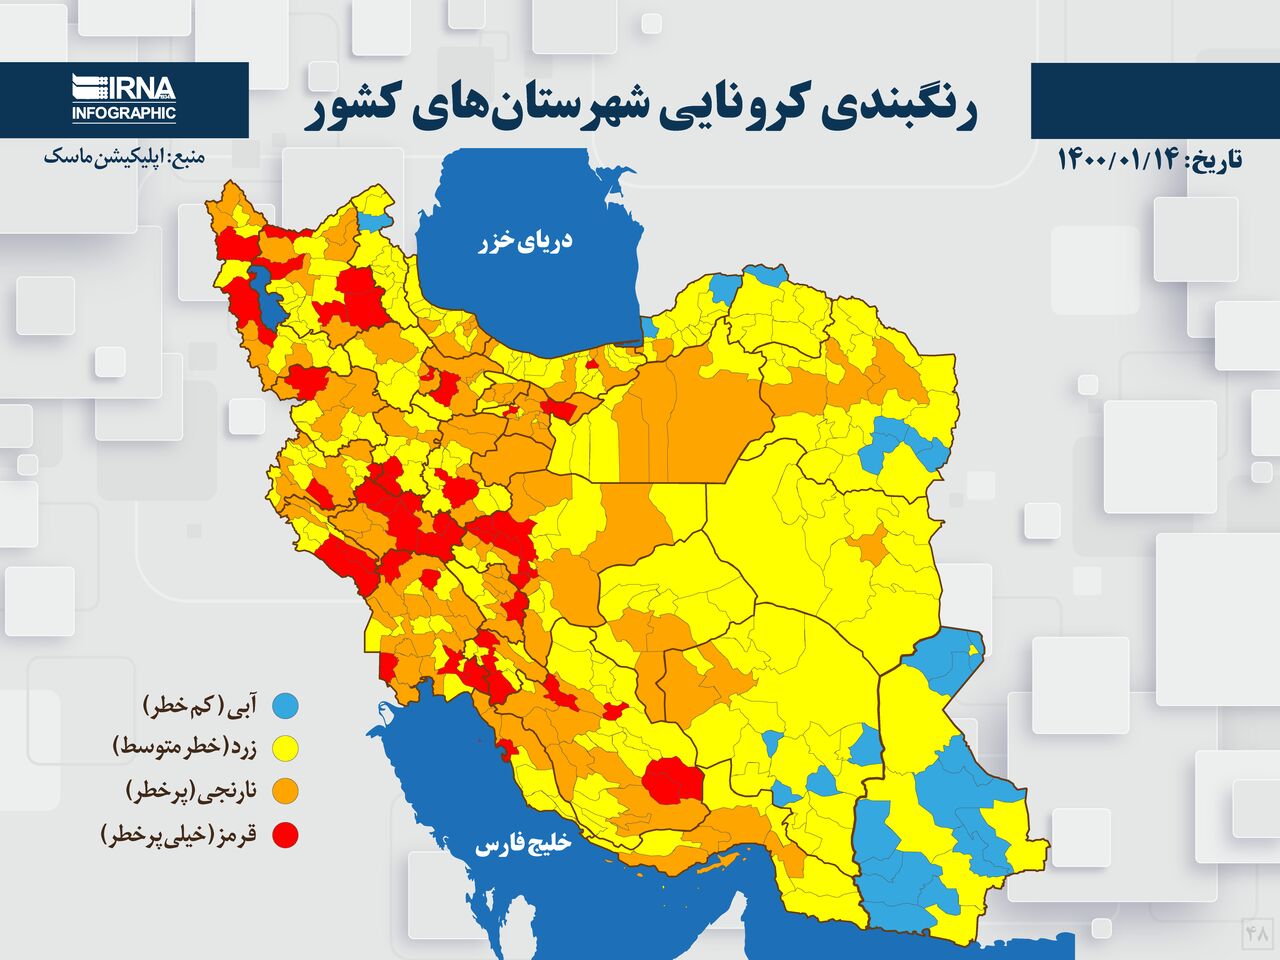 رنگبندی کرونایی شهرستان‌های کشور
IRNA
INFOGRAPHIC
تاریخ: ۱۴۰۰/۰۱/۱۴
منبع: اپلیکیشن ماسک
دریای خزر
آبی (کم خطر)
زرد (خطر متوسط)
نارنجی (پرخطر)
قرمز (خیلی پرخطر)
خلیج فارس
۴۸